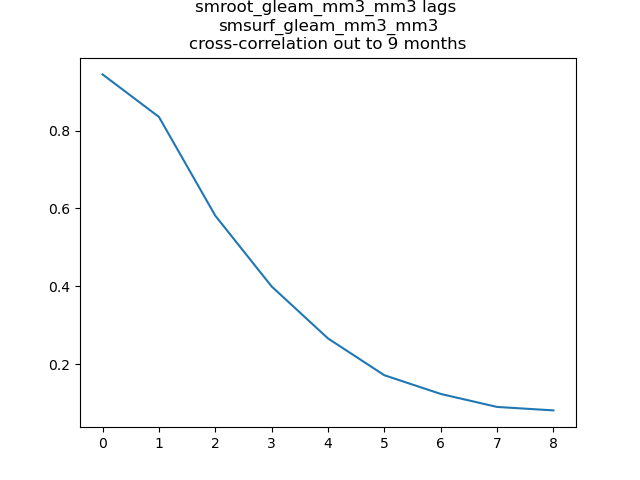 smroot_gleam_mm3_mm3 lags
smsurf_gleam_mm3_mm3
cross-correlation out to 9 months
0.8
0.6
0.4
0.2
0 1 2 3 4 5 6 7 8